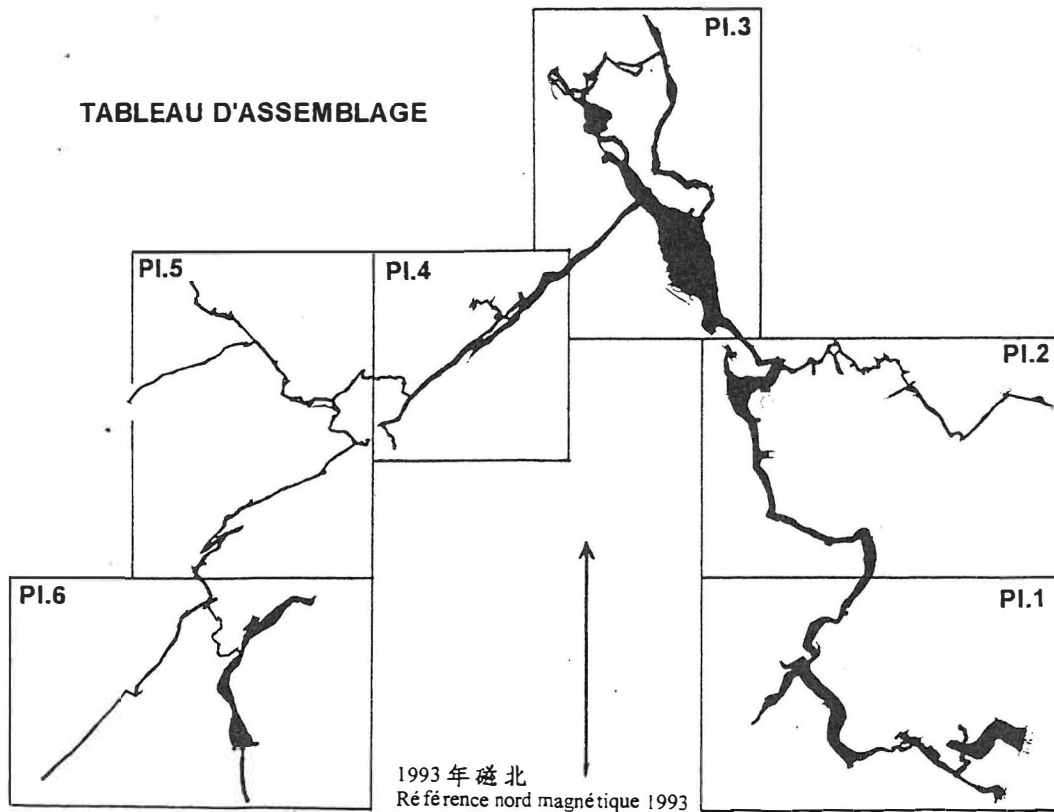 TABLEAU D'ASSEMBLAGE
Pl.3
Pl.5
Pl.4
Pl.2
Pl.6
Pl.1
1993 年磁北
Référence nord magnétique 1993